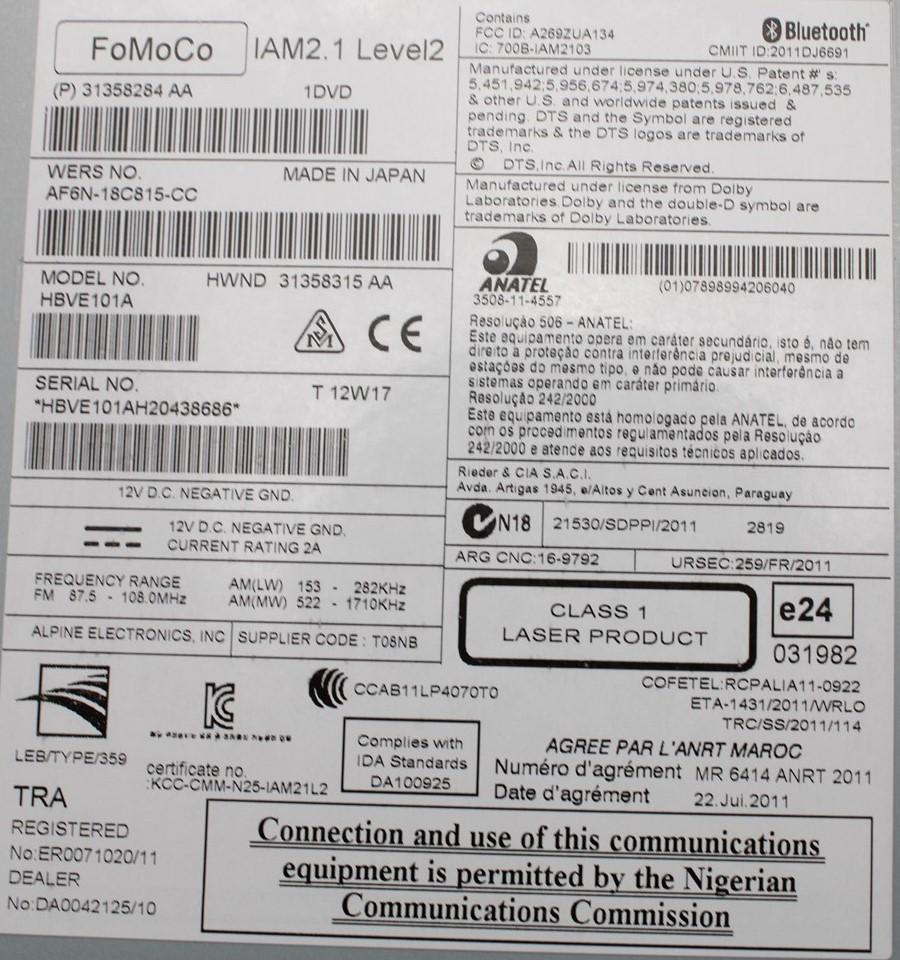 FoMoCo IAM2.1 Level2
(P) 31358284 AA 1DVD
WERS NO. MADE IN JAPAN
AF6N-18C815-CC
MODEL NO. HWND 31358315 AA
HBVE101A
CE
SERIAL NO. T 12W17
*HBVE101AH20438686*
12V D.C. NEGATIVE GND.
12V D.C. NEGATIVE GND.
CURRENT RATING 2A
FREQUENCY RANGE AM(LW) 153 - 282KHz
FM 87.5 - 108.0MHz AM(MW) 522 - 1710KHz
ALPINE ELECTRONICS, INC SUPPLIER CODE : T08NB
Contains
FCC ID: A269ZUA134
IC: 700B-IAM2103
Bluetooth
CMIIT ID:2011DJ6691
Manufactured under license under U.S. Patent #'s:
5,451,942;5,956,674;5,974,380;5,978,762;6,487,535
& other U.S. and worldwide patents issued &
pending. DTS and the Symbol are registered
trademarks & the DTS logos are trademarks of
DTS, Inc.
© DTS,Inc.All Rights Reserved.
Manufactured under license from Dolby
Laboratories.Dolby and the double-D symbol are
trademarks of Dolby Laboratories.
ANATEL
3508-11-4557
(01)07898994206040
Resolução 506 – ANATEL:
Este equipamento opera em caráter secundário, isto é, não tem
direito a proteção contra interferência prejudicial, mesmo de
estações do mesmo tipo, e não pode causar interferência a
sistemas operando em caráter primário.
Resolução 242/2000
Este equipamento está homologado pela ANATEL, de acordo
com os procedimentos regulamentados pela Resolução
242/2000 e atende aos requisitos técnicos aplicados.
Rieder & CIA S.A.C.I.
Avda. Artigas 1945, e/Altos y Cent Asuncion, Paraguay
N18 21530/SDPPI/2011 2819
ARG CNC:16-9792 URSEC:259/FR/2011
CLASS 1
LASER PRODUCT
e24
031982
COFETEL:RCPALIA11-0922
ETA-1431/2011/WRLO
TRC/SS/2011/114
LEB/TYPE/359
CCAB11LP4070T0
certificate no.
:KCC-CMM-N25-IAM21L2
Complies with
IDA Standards
DA100925
AGREE PAR L'ANRT MAROC
Numéro d'agrément MR 6414 ANRT 2011
Date d'agrément 22.Jui.2011
TRA
REGISTERED
No:ER0071020/11
DEALER
No:DA0042125/10
Connection and use of this communications
equipment is permitted by the Nigerian
Communications Commission